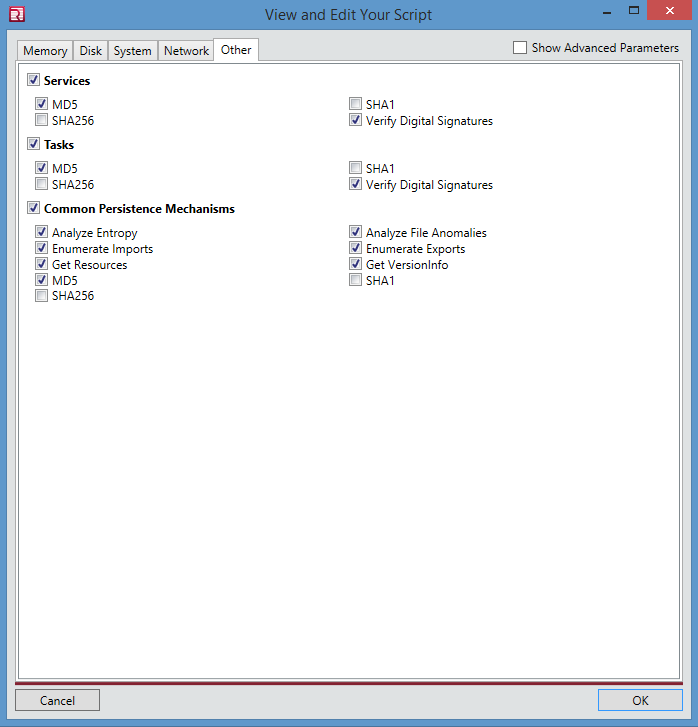 View and Edit Your Script
Memory Disk System Network Other Show Advanced Parameters
Services
MD5 SHA1
SHA256 Verify Digital Signatures
Tasks
MD5 SHA1
SHA256 Verify Digital Signatures
Common Persistence Mechanisms
Analyze Entropy Analyze File Anomalies
Enumerate Imports Enumerate Exports
Get Resources Get VersionInfo
MD5 SHA1
SHA256
Cancel OK